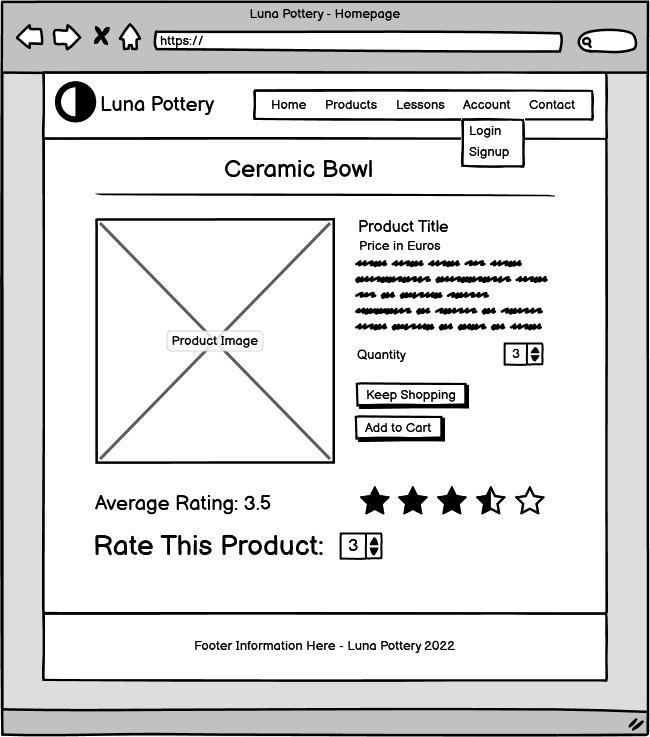 Luna Pottery - Homepage
https://
Luna Pottery
Home Products Lessons Account Contact
Login
Signup
Ceramic Bowl
Product Title
Price in Euros
Product Image
Quantity 3
Keep Shopping
Add to Cart
Average Rating: 3.5
Rate This Product: 3
Footer Information Here - Luna Pottery 2022